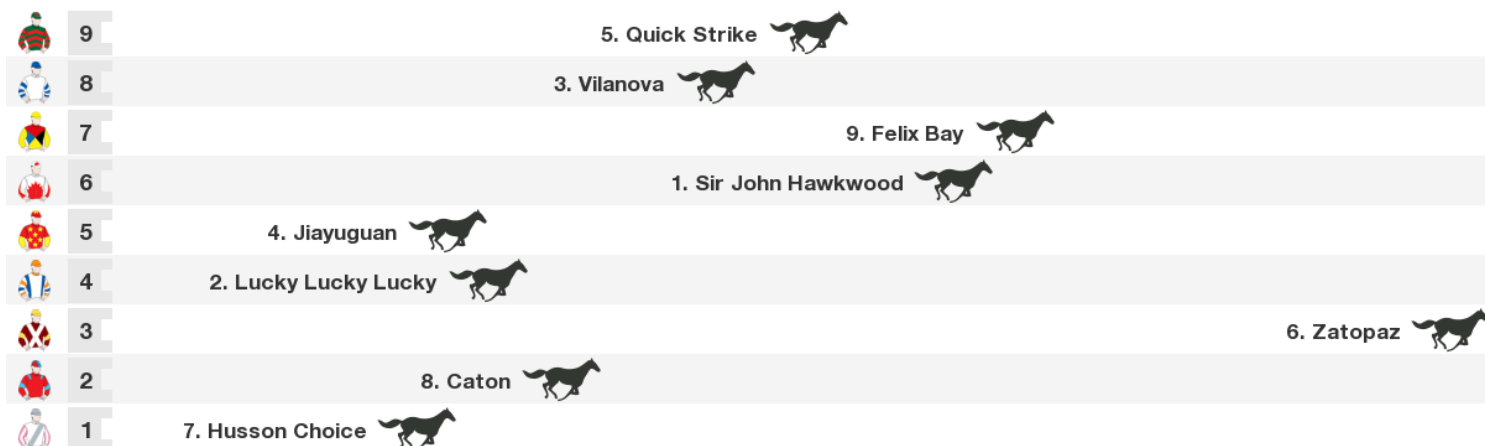 9 5. Quick Strike
8 3. Vilanova
7 9. Felix Bay
6 1. Sir John Hawkwood
5 4. Jiayuguan
4 2. Lucky Lucky Lucky
3 6. Zatopaz
2 8. Caton
1 7. Husson Choice